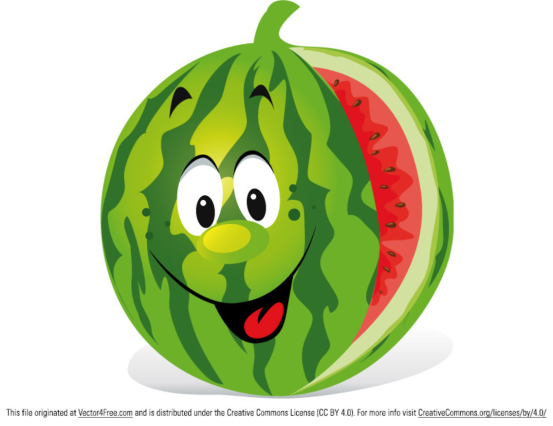 This file originated at Vector4Free.com and is distributed under the Creative Commons License (CC BY 4.0). For more info visit CreativeCommons.org/licenses/by/4.0/